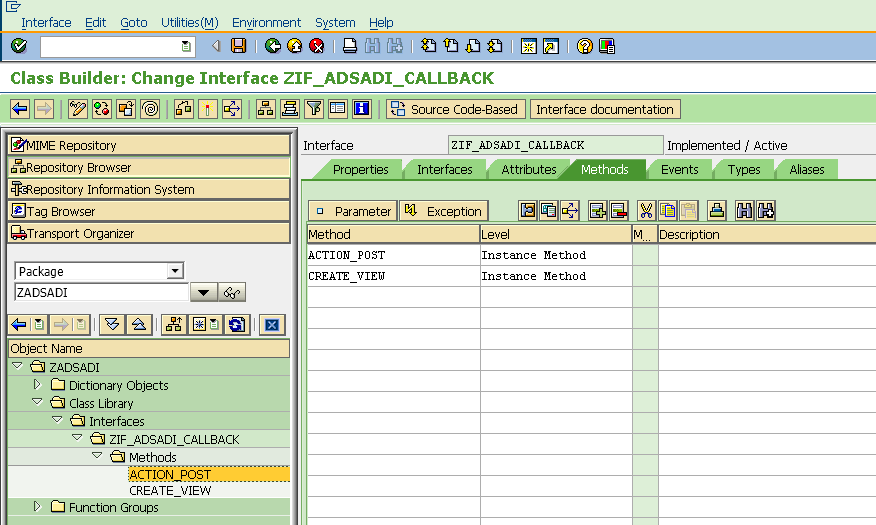 Interface Edit Goto Utilities(M) Environment System Help
Class Builder: Change Interface ZIF_ADSADI_CALLBACK
Source Code-Based Interface documentation
MIME Repository
Repository Browser
Repository Information System
Tag Browser
Transport Organizer
Package
ZADSADI
Object Name
ZADSADI
Dictionary Objects
Class Library
Interfaces
ZIF_ADSADI_CALLBACK
Methods
ACTION_POST
CREATE_VIEW
Function Groups
Interface ZIF_ADSADI_CALLBACK Implemented / Active
Properties Interfaces Attributes Methods Events Types Aliases
Parameter Exception
Method Level M... Description
ACTION_POST Instance Method
CREATE_VIEW Instance Method